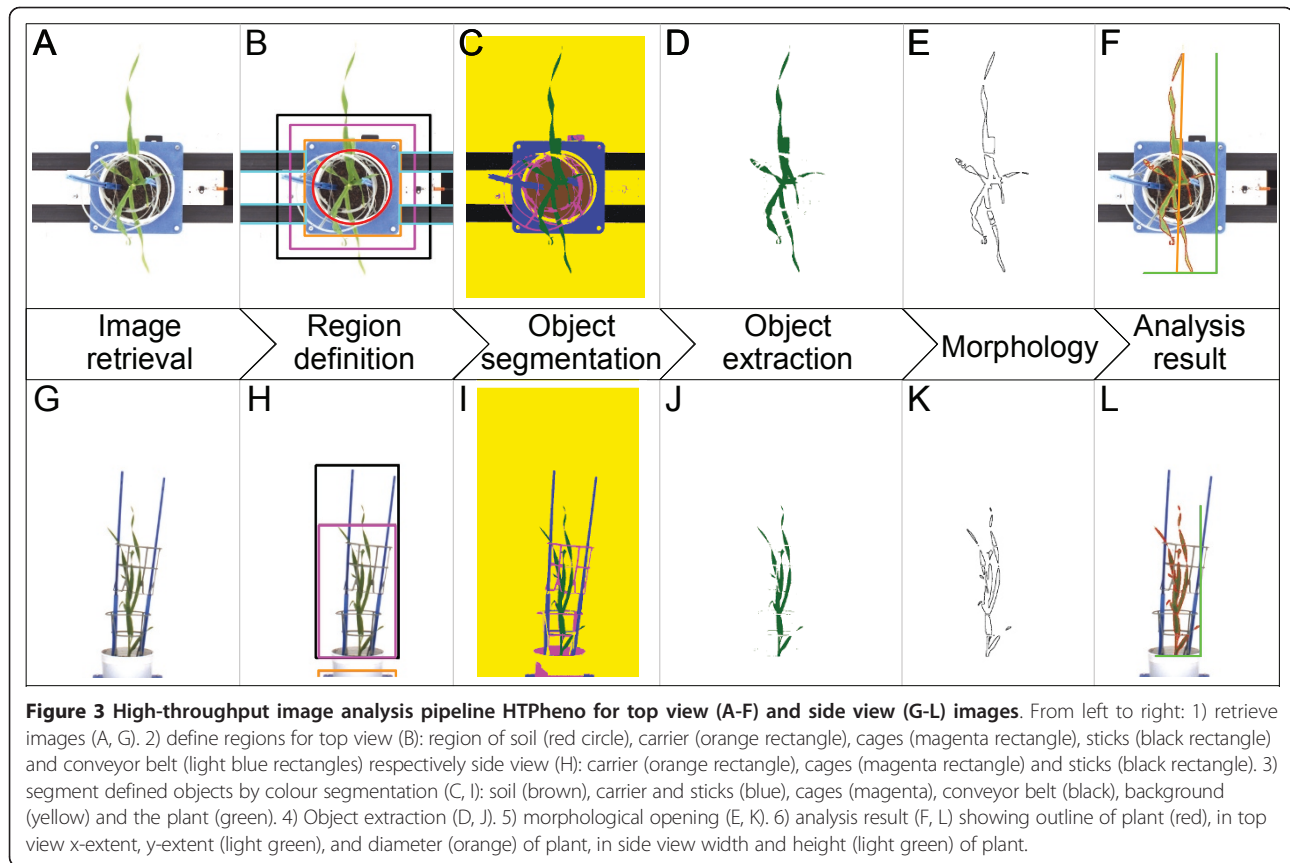 A
B
C
D
E
F
Image
retrieval
Region
definition
Object
segmentation
Object
extraction
Morphology
Analysis
result
G
H
I
J
K
L
Figure 3 High-throughput image analysis pipeline HTPheno for top view (A-F) and side view (G-L) images. From left to right: 1) retrieve
images (A, G). 2) define regions for top view (B): region of soil (red circle), carrier (orange rectangle), cages (magenta rectangle), sticks (black rectangle)
and conveyor belt (light blue rectangles) respectively side view (H): carrier (orange rectangle), cages (magenta rectangle) and sticks (black rectangle). 3)
segment defined objects by colour segmentation (C, I): soil (brown), carrier and sticks (blue), cages (magenta), conveyor belt (black), background
(yellow) and the plant (green). 4) Object extraction (D, J). 5) morphological opening (E, K). 6) analysis result (F, L) showing outline of plant (red), in top
view x-extent, y-extent (light green), and diameter (orange) of plant, in side view width and height (light green) of plant.